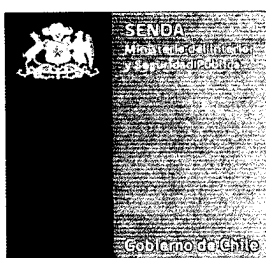 SENDA
Ministerio del Interior
y Seguridad Pública
Gobierno de Chile